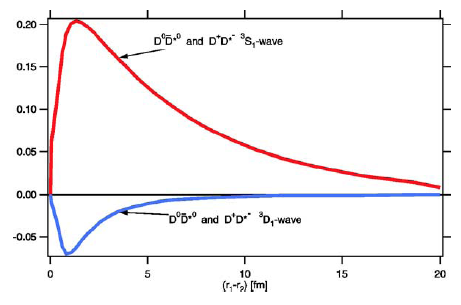 0.20
D⁰D̄*⁰ and D⁺D*⁻ ³S₁-wave
0.15
0.10
0.05
0.00
D⁰D̄*⁰ and D⁺D*⁻ ³D₁-wave
-0.05
0 5 10 15 20
(r₁-r₂) [fm]